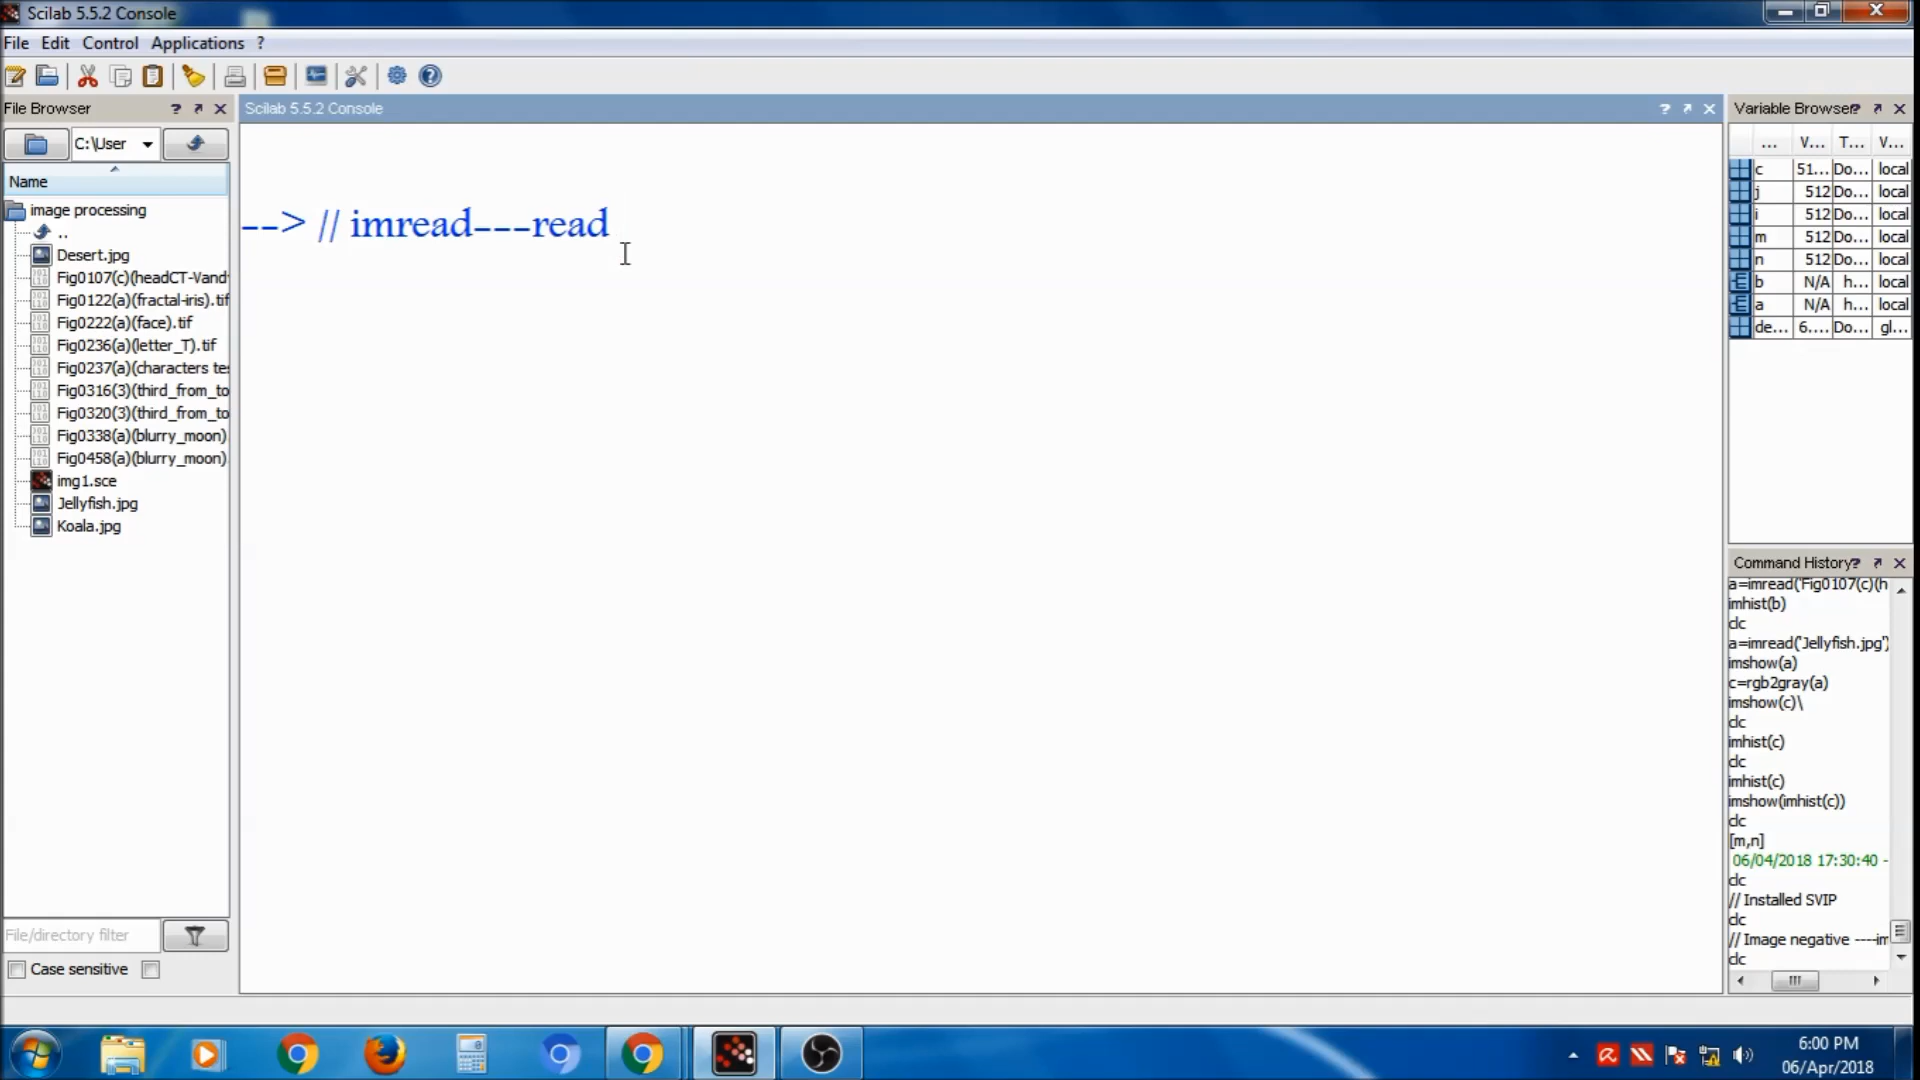 Scilab 5.5.2 Console
File Edit Control Applications ?
File Browser ?
Scilab 5.5.2 Console ?
Variable Browser ?
C:\User
Name
... V... T... V...
image processing
..
Desert.jpg
Fig0107(c)(headCT-Vand
Fig0122(a)(fractal-iris).tif
Fig0222(a)(face).tif
Fig0236(a)(letter_T).tif
Fig0237(a)(characters te
Fig0316(3)(third_from_to
Fig0320(3)(third_from_to
Fig0338(a)(blurry_moon)
Fig0458(a)(blurry_moon)
img1.sce
Jellyfish.jpg
Koala.jpg
File/directory filter
Case sensitive
--> // imread---read
c 51... Do... local
j 512 Do... local
i 512 Do... local
m 512 Do... local
n 512 Do... local
b N/A h... local
a N/A h... local
de... 6.... Do... gl...
Command History ?
a=imread('Fig0107(c)(h
imhist(b)
clc
a=imread('Jellyfish.jpg')
imshow(a)
c=rgb2gray(a)
imshow(c)\
clc
imhist(c)
clc
imhist(c)
imshow(imhist(c))
clc
[m,n]
06/04/2018 17:30:40 -
clc
// Installed SVIP
clc
// Image negative ----im
clc
6:00 PM
06/Apr/2018